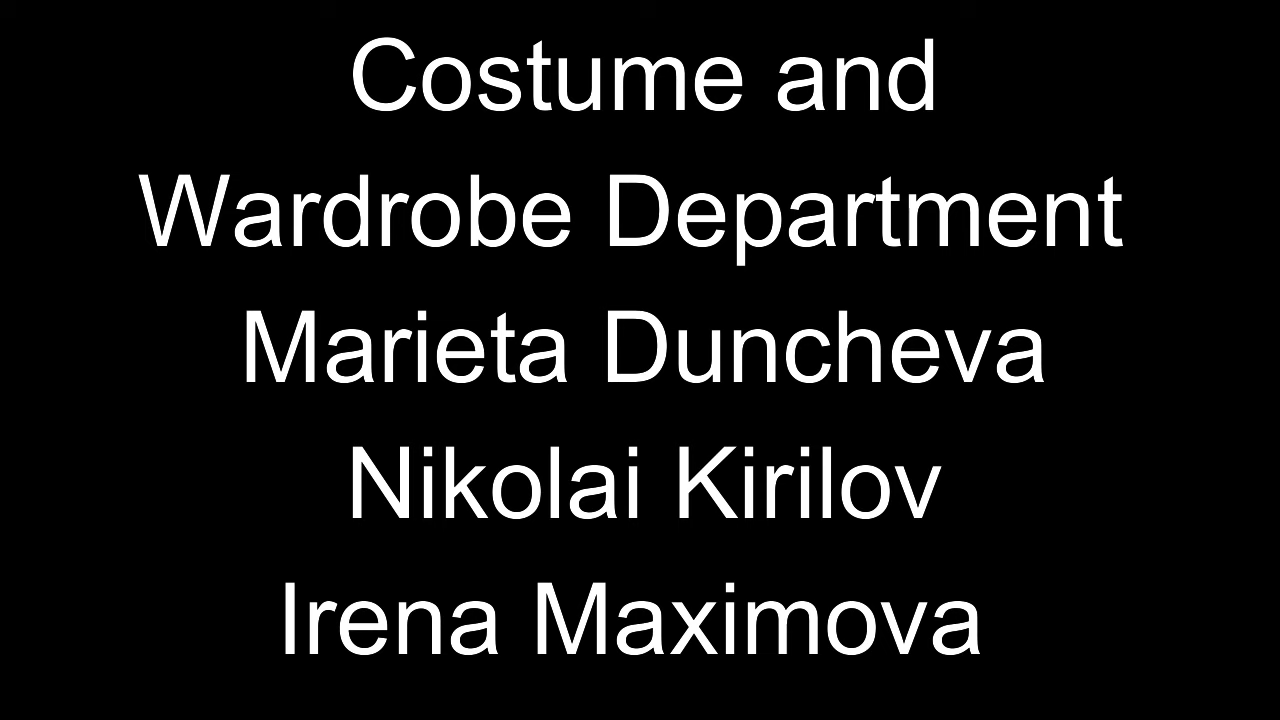 Costume and
Wardrobe Department
Marieta Duncheva
Nikolai Kirilov
Irena Maximova